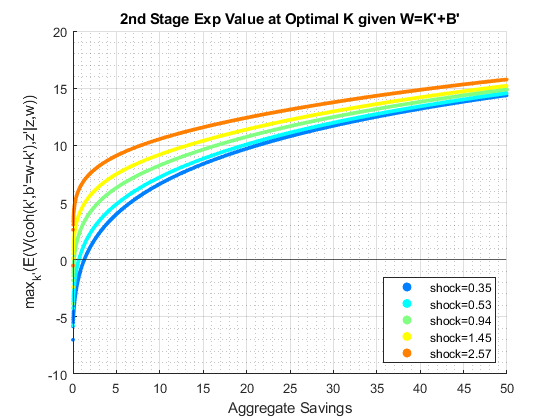 2nd Stage Exp Value at Optimal K given W=K'+B'
max_k'(E(V(coh(k',b'=w-k'),z'|z,w))
20
15
10
5
0
-5
-10
0 5 10 15 20 25 30 35 40 45 50
Aggregate Savings
shock=0.35
shock=0.53
shock=0.94
shock=1.45
shock=2.57